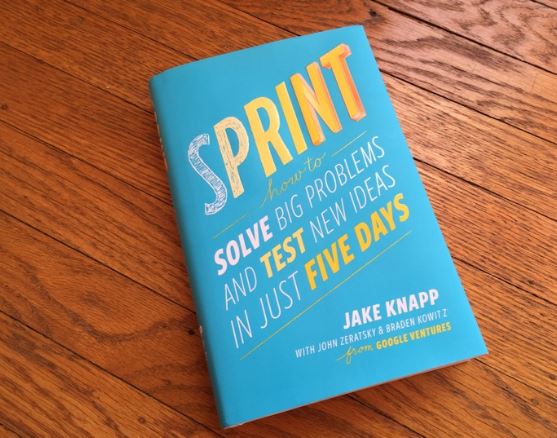 SPRINT
how to
SOLVE BIG PROBLEMS
AND TEST NEW IDEAS
IN JUST FIVE DAYS
JAKE KNAPP
WITH JOHN ZERATSKY & BRADEN KOWITZ
from GOOGLE VENTURES